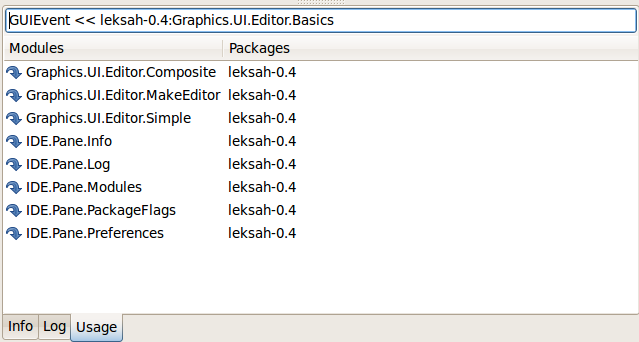 GUIEvent << leksah-0.4:Graphics.UI.Editor.Basics
Modules Packages
Graphics.UI.Editor.Composite leksah-0.4
Graphics.UI.Editor.MakeEditor leksah-0.4
Graphics.UI.Editor.Simple leksah-0.4
IDE.Pane.Info leksah-0.4
IDE.Pane.Log leksah-0.4
IDE.Pane.Modules leksah-0.4
IDE.Pane.PackageFlags leksah-0.4
IDE.Pane.Preferences leksah-0.4
Info Log Usage